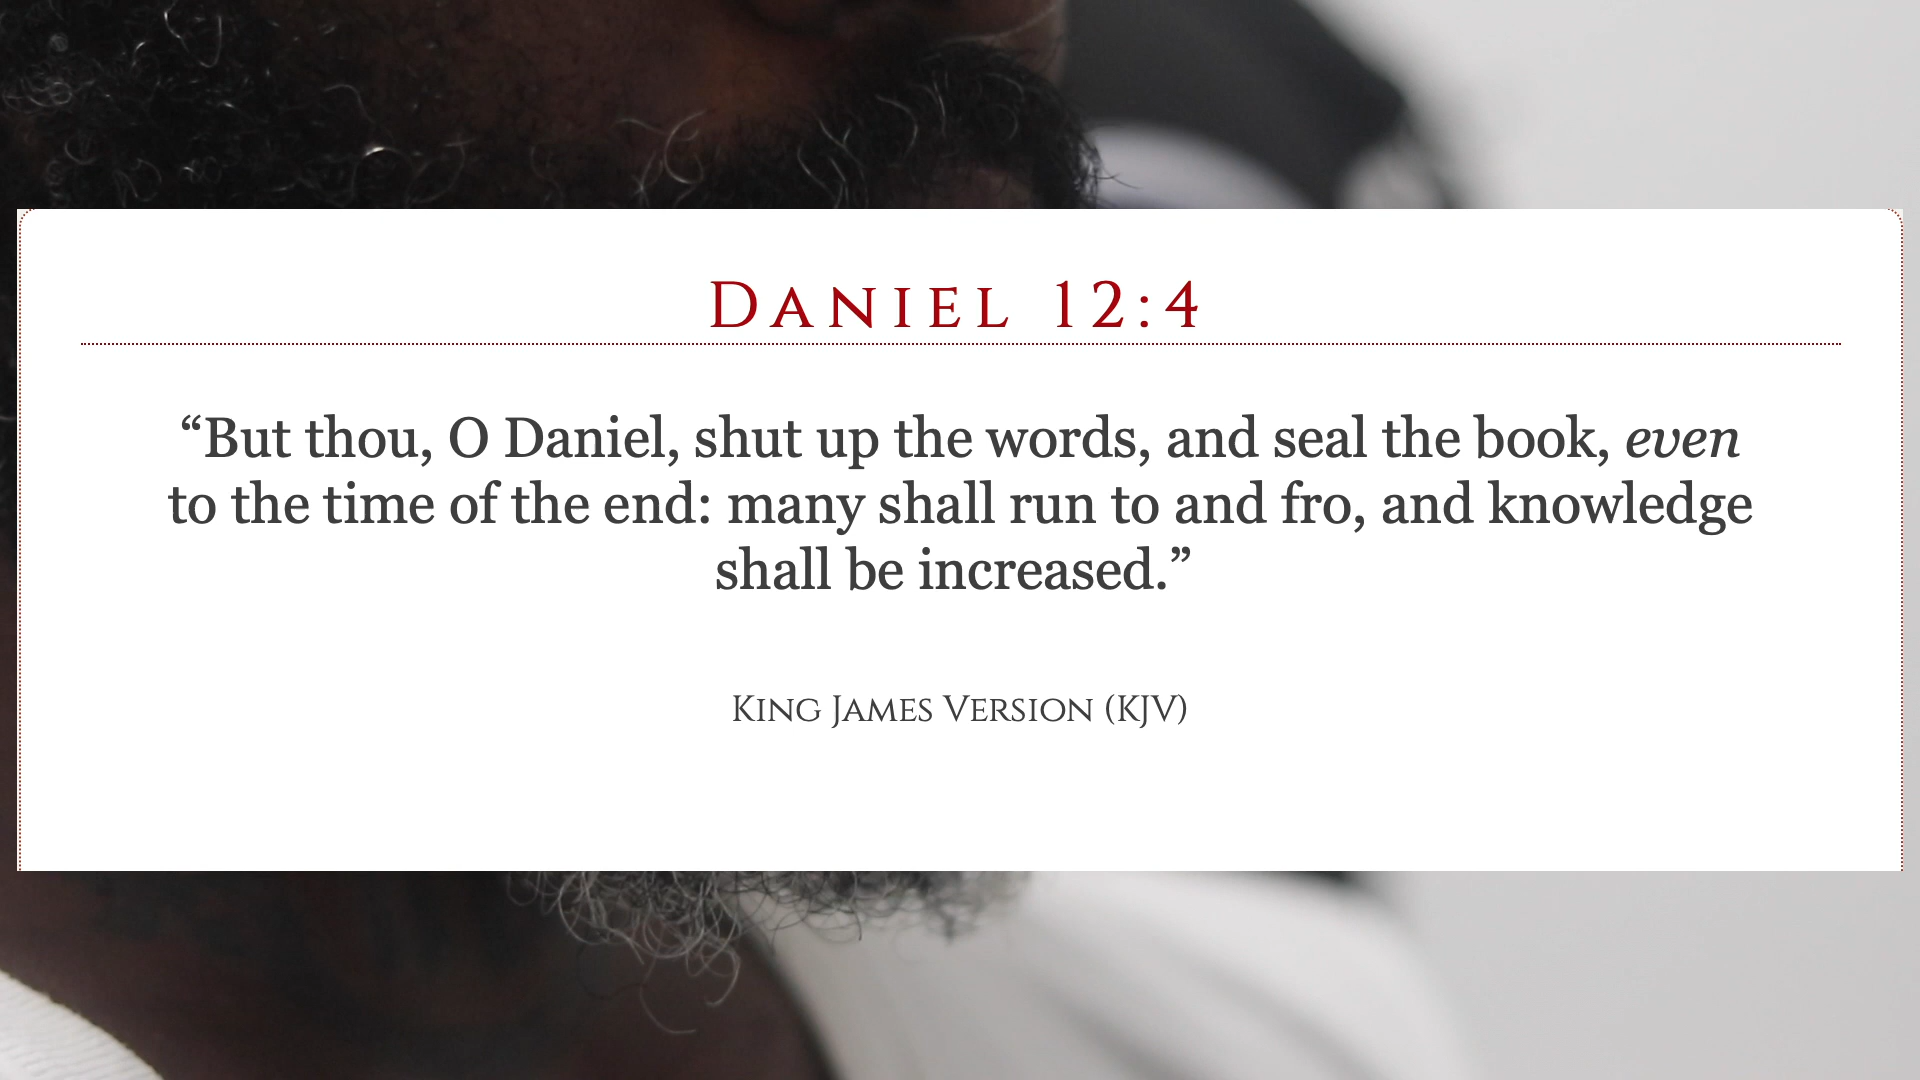 Daniel 12:4
“But thou, O Daniel, shut up the words, and seal the book, even
to the time of the end: many shall run to and fro, and knowledge
shall be increased.”
King James Version (KJV)